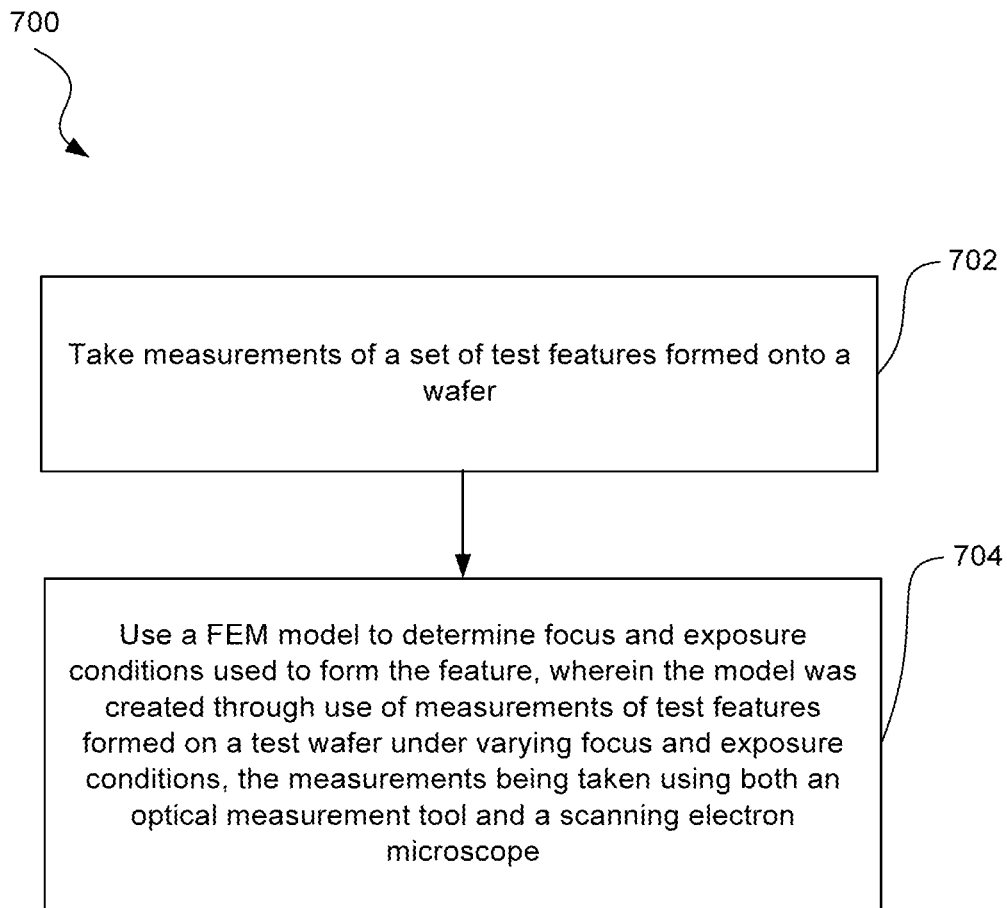 700
702
Take measurements of a set of test features formed onto a
wafer
704
Use a FEM model to determine focus and exposure
conditions used to form the feature, wherein the model was
created through use of measurements of test features
formed on a test wafer under varying focus and exposure
conditions, the measurements being taken using both an
optical measurement tool and a scanning electron
microscope